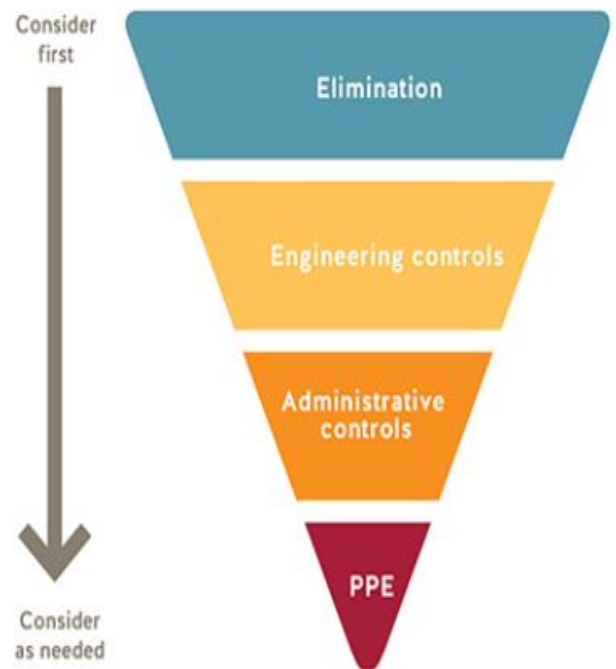 Consider
first
Elimination
Engineering controls
Administrative
controls
PPE
Consider
as needed